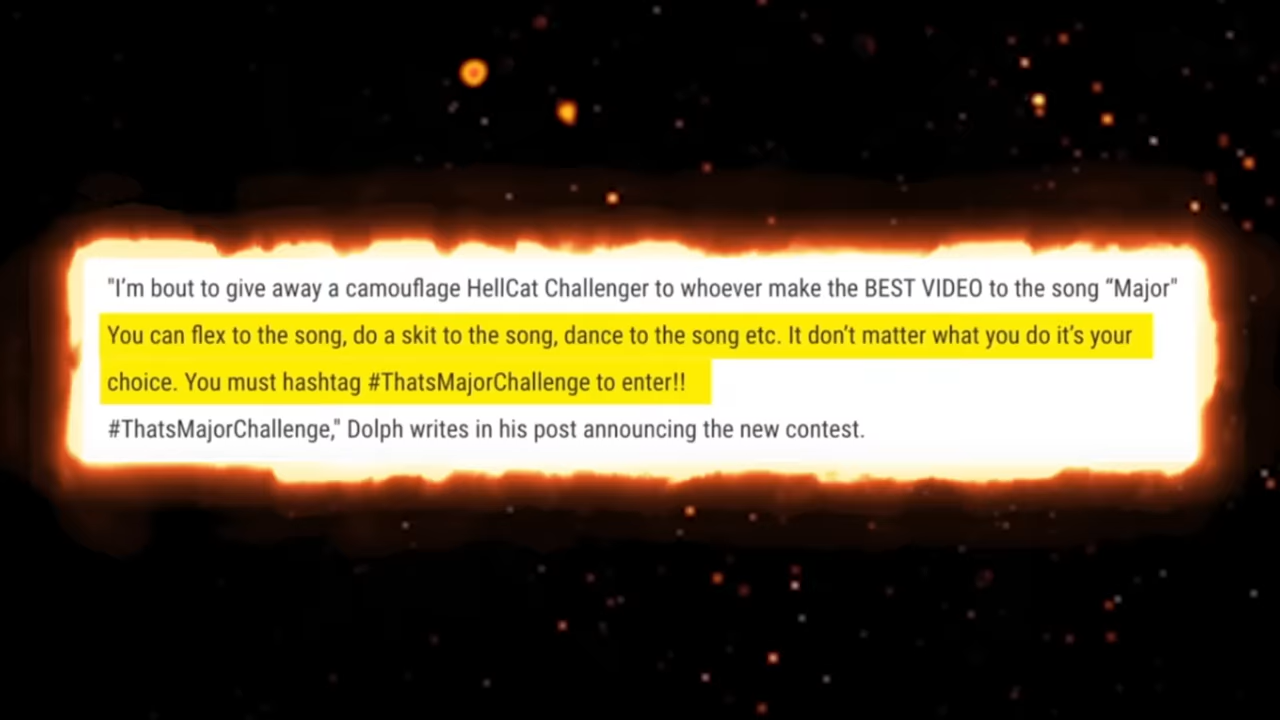 "I’m bout to give away a camouflage HellCat Challenger to whoever make the BEST VIDEO to the song “Major"
You can flex to the song, do a skit to the song, dance to the song etc. It don’t matter what you do it’s your
choice. You must hashtag #ThatsMajorChallenge to enter!!
#ThatsMajorChallenge," Dolph writes in his post announcing the new contest.